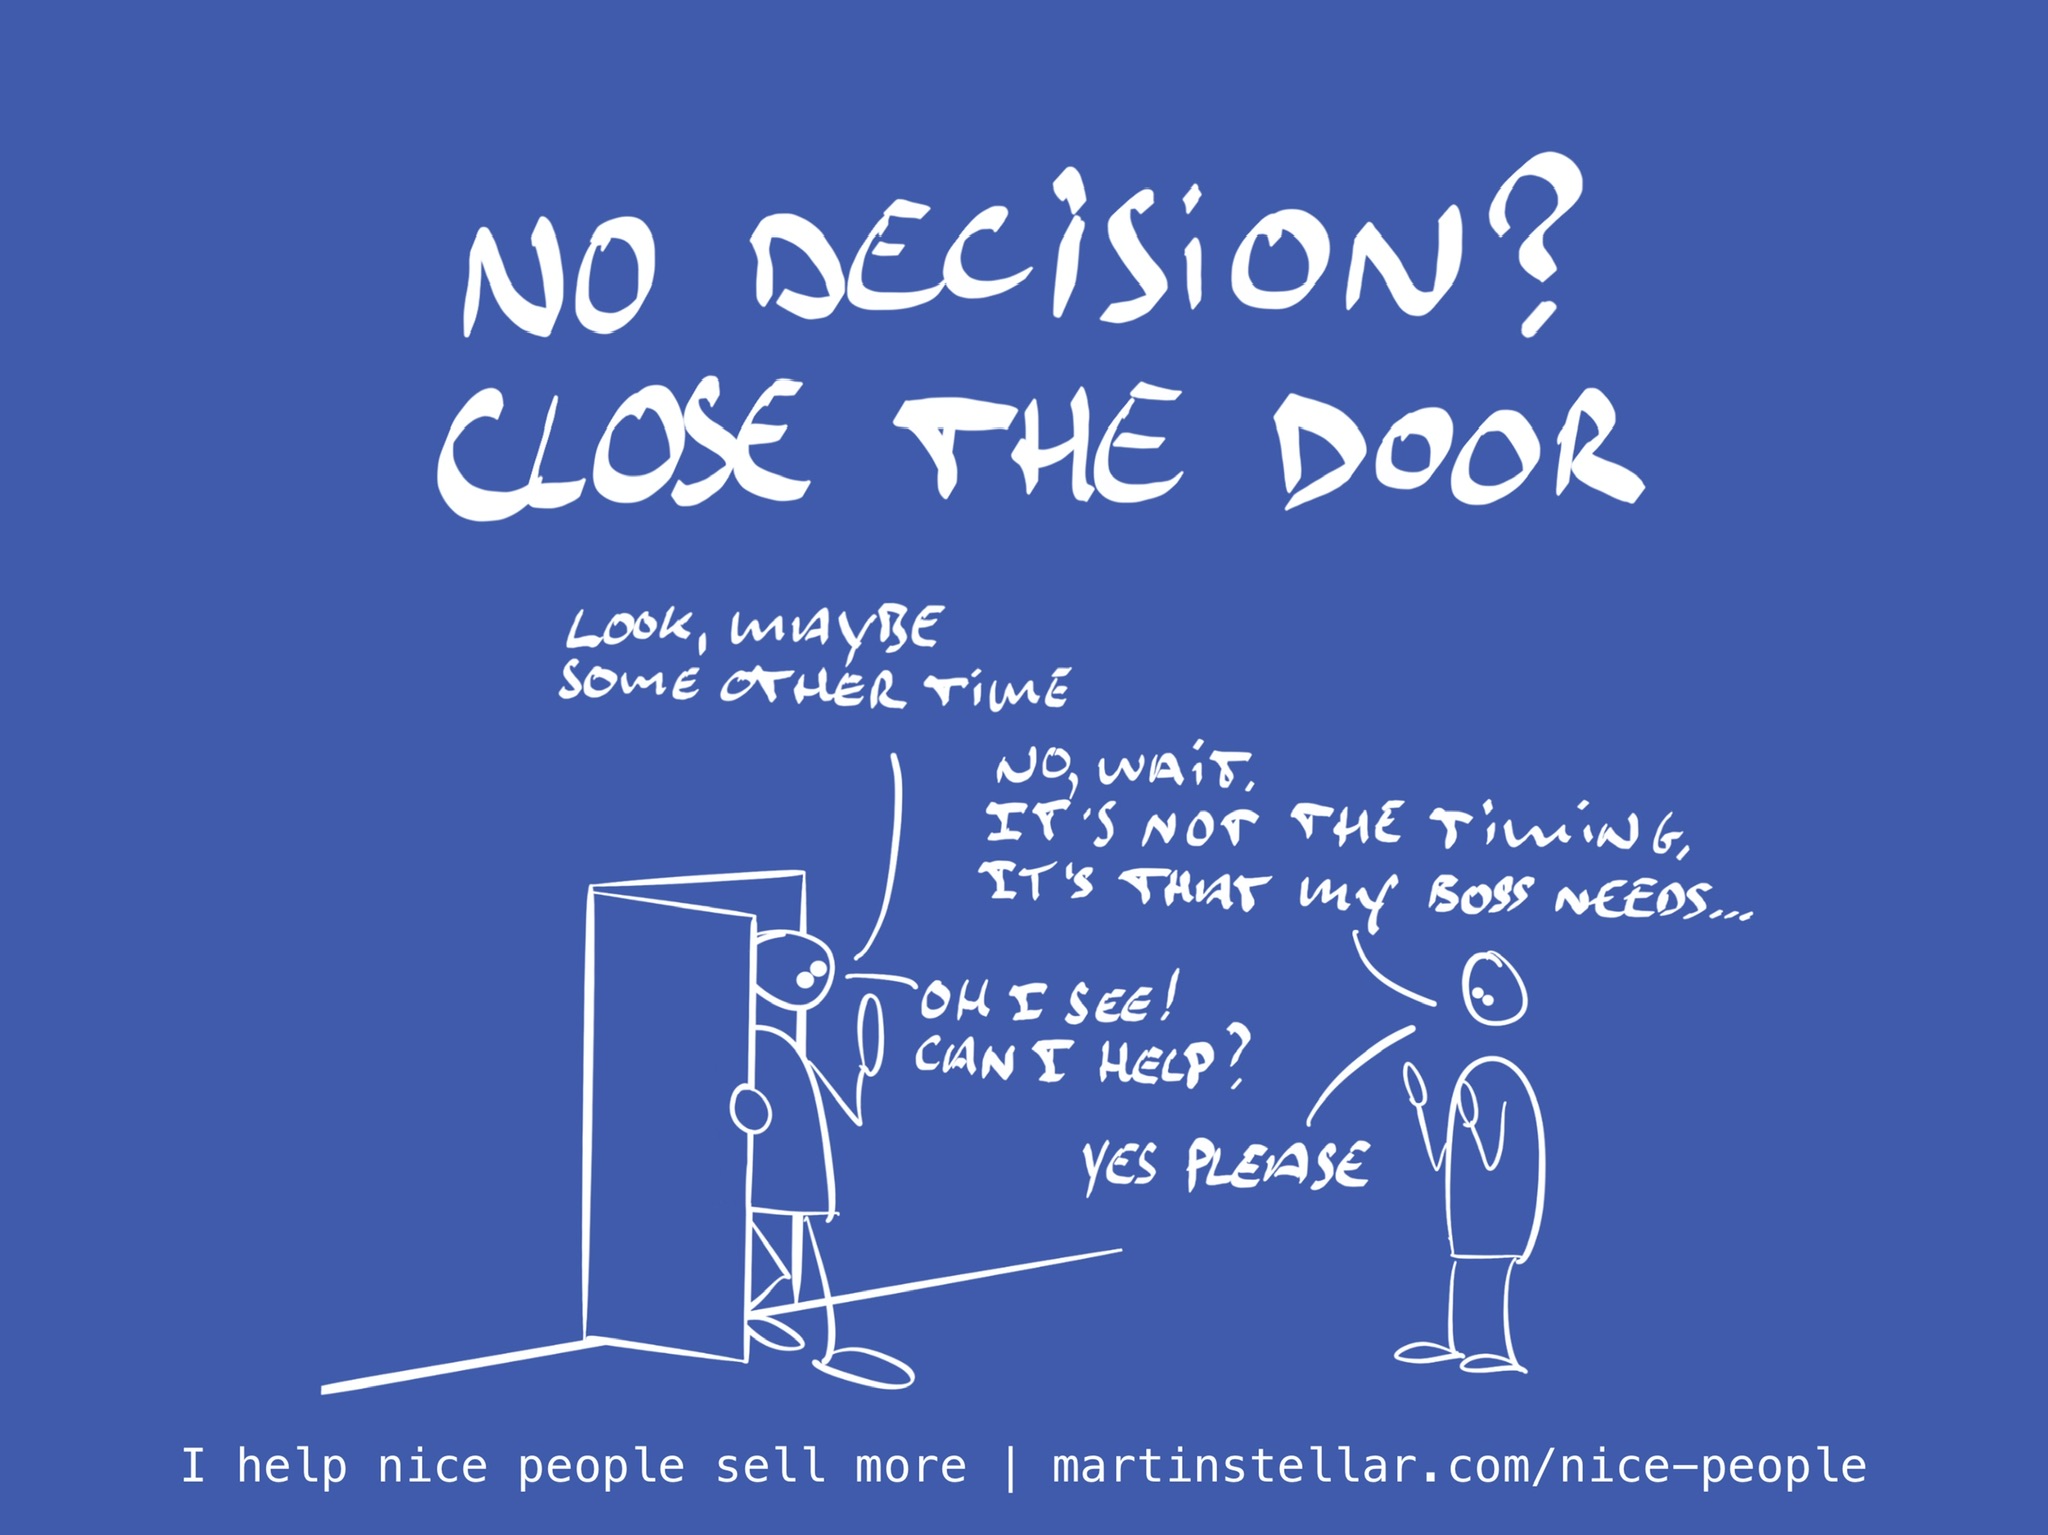 NO DECISION?
CLOSE THE DOOR
LOOK, MAYBE
SOME OTHER TIME
NO, WAIT,
IT'S NOT THE TIMING,
IT'S THAT MY BOSS NEEDS...
OH I SEE!
CAN I HELP?
YES PLEASE
I help nice people sell more | martinstellar.com/nice-people